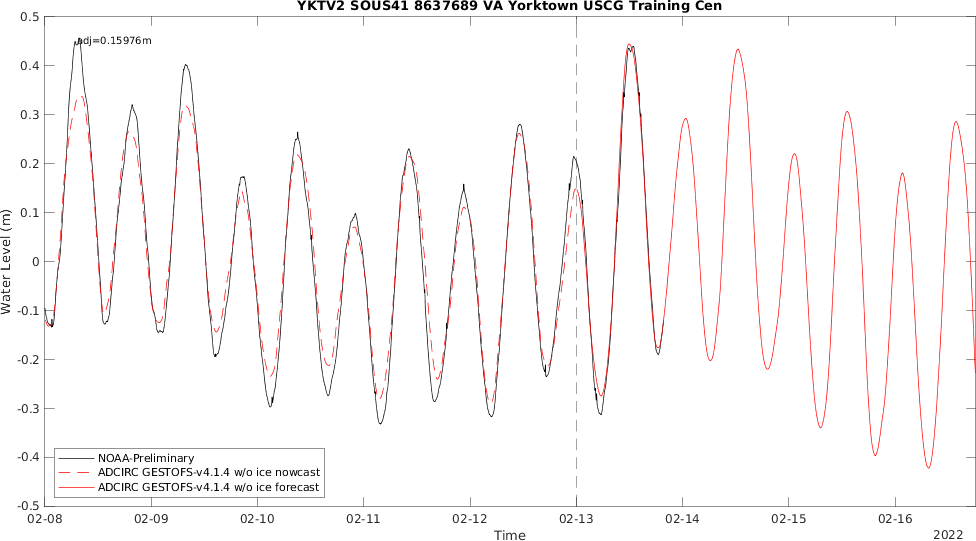 YKTV2 SOUS41 8637689 VA Yorktown USCG Training Cen
0.5
0.4
0.3
0.2
0.1
0
-0.1
-0.2
-0.3
-0.4
-0.5
Water Level (m)
adj=0.15976m
NOAA-Preliminary
ADCIRC GESTOFS-v4.1.4 w/o ice nowcast
ADCIRC GESTOFS-v4.1.4 w/o ice forecast
02-08 02-09 02-10 02-11 02-12 02-13 02-14 02-15 02-16
Time
2022